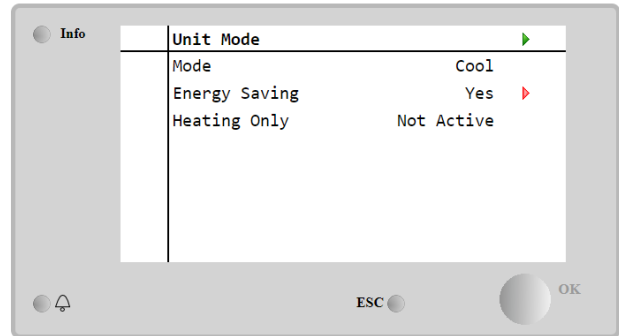 Info
Unit Mode
Mode Cool
Energy Saving Yes
Heating Only Not Active
ESC
OK